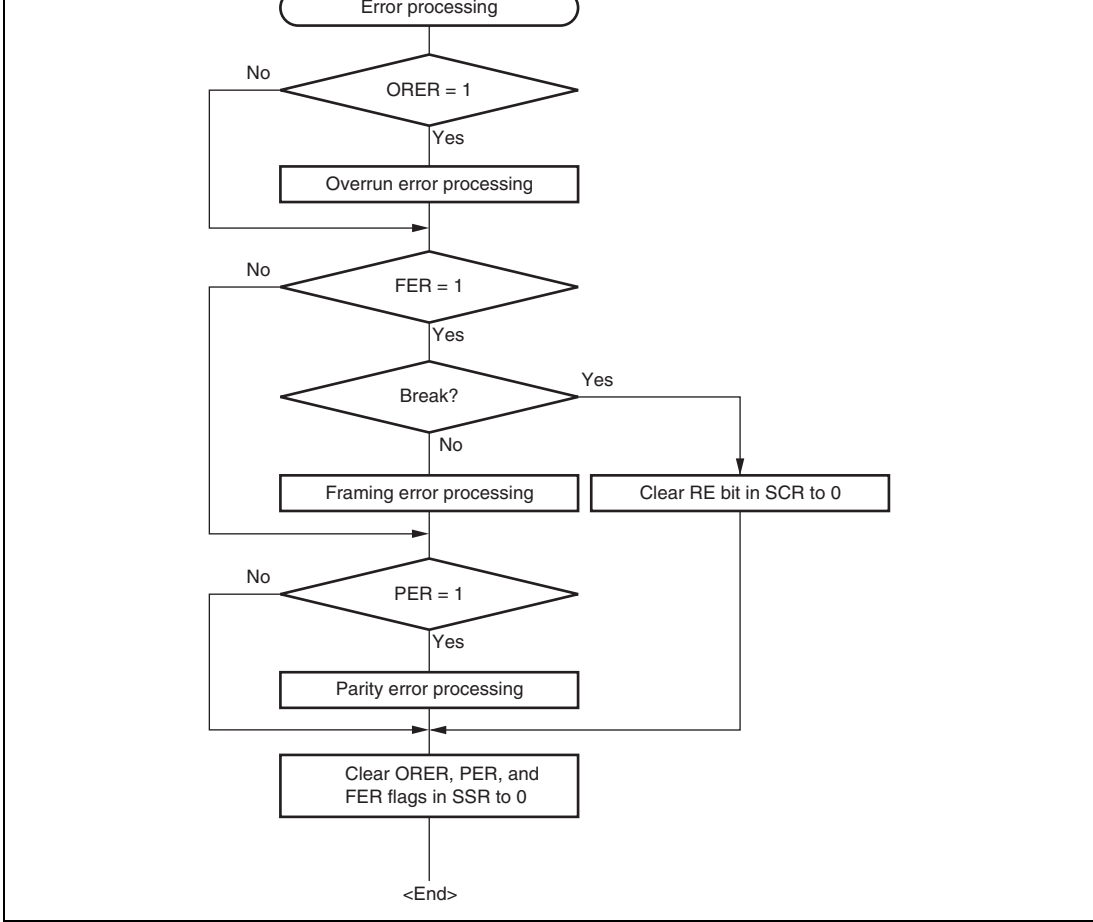 Error processing
No
ORER = 1
Yes
Overrun error processing
No
FER = 1
Yes
Break?
Yes
No
Framing error processing
Clear RE bit in SCR to 0
No
PER = 1
Yes
Parity error processing
Clear ORER, PER, and
FER flags in SSR to 0
<End>